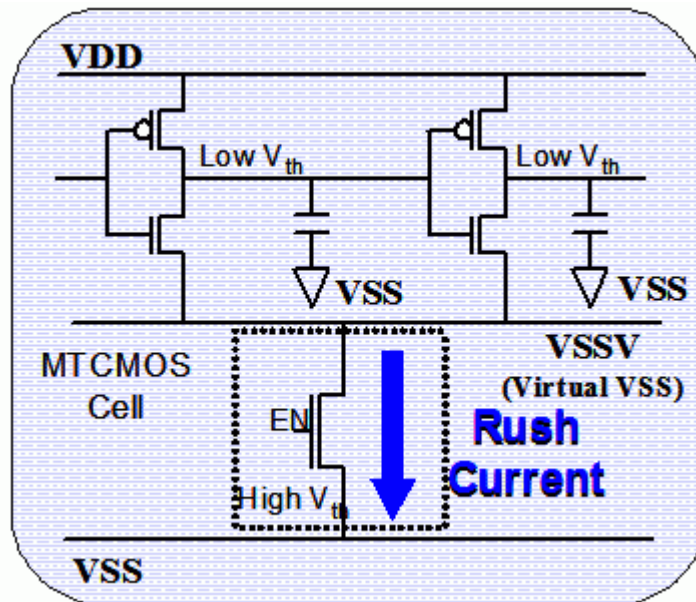 VDD
Low Vth
Low Vth
VSS
VSS
VSSV
(Virtual VSS)
MTCMOS
Cell
EN
Rush
Current
High Vth
VSS